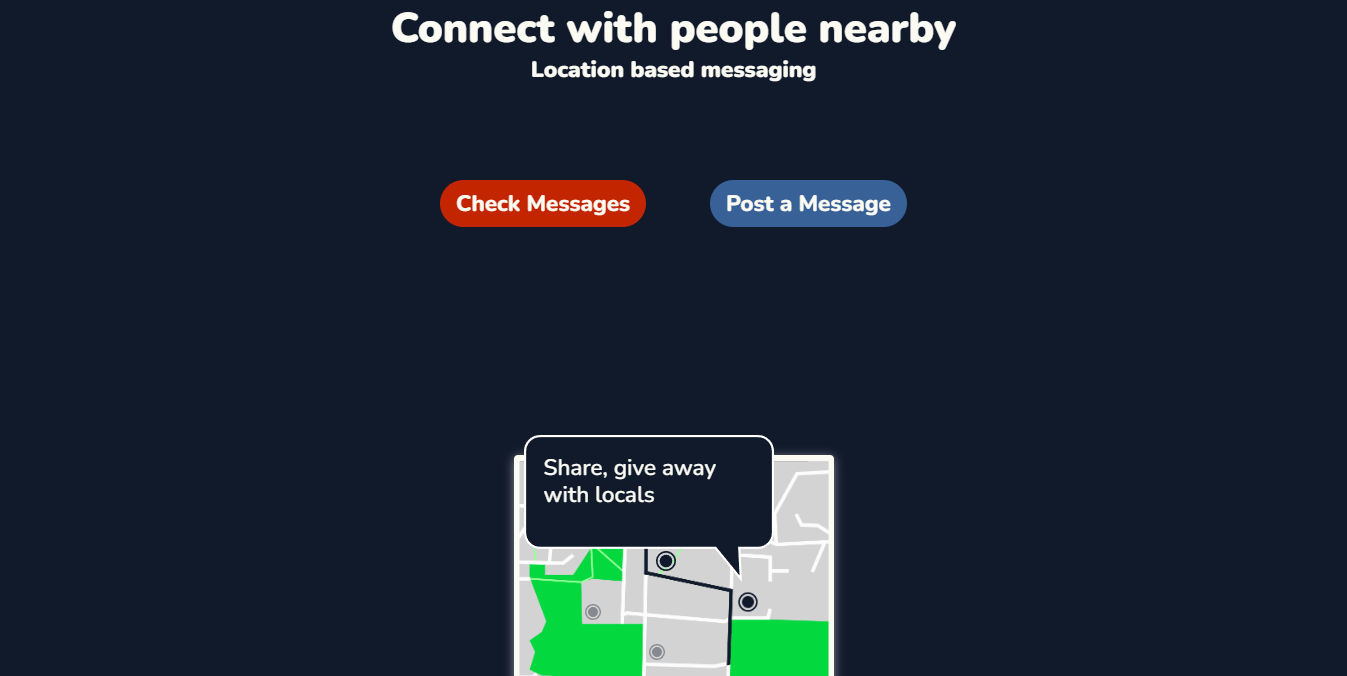 Connect with people nearby
Location based messaging
Check Messages
Post a Message
Share, give away
with locals